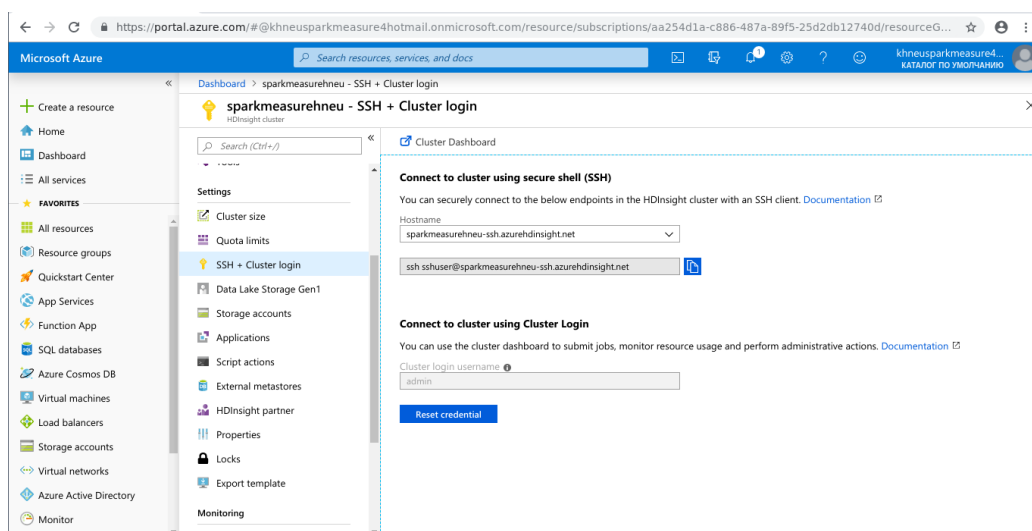 https://portal.azure.com/#@khneusparkmeasure4hotmail.onmicrosoft.com/resource/subscriptions/aa254d1a-c886-487a-89f5-25d2db12740d/resourceG...
Microsoft Azure
Search resources, services, and docs
1
khneusparkmeasure4...
КАТАЛОГ ПО УМОЛЧАНИЮ
Create a resource
Home
Dashboard
All services
FAVORITES
All resources
Resource groups
Quickstart Center
App Services
Function App
SQL databases
Azure Cosmos DB
Virtual machines
Load balancers
Storage accounts
Virtual networks
Azure Active Directory
Monitor
Dashboard > sparkmeasurehneu - SSH + Cluster login
sparkmeasurehneu - SSH + Cluster login
HDInsight cluster
Search (Ctrl+/)
Tools
Settings
Cluster size
Quota limits
SSH + Cluster login
Data Lake Storage Gen1
Storage accounts
Applications
Script actions
External metastores
HDInsight partner
Properties
Locks
Export template
Monitoring
Cluster Dashboard
Connect to cluster using secure shell (SSH)
You can securely connect to the below endpoints in the HDInsight cluster with an SSH client. Documentation
Hostname
sparkmeasurehneu-ssh.azurehdinsight.net
ssh sshuser@sparkmeasurehneu-ssh.azurehdinsight.net
Connect to cluster using Cluster Login
You can use the cluster dashboard to submit jobs, monitor resource usage and perform administrative actions. Documentation
Cluster login username
admin
Reset credential